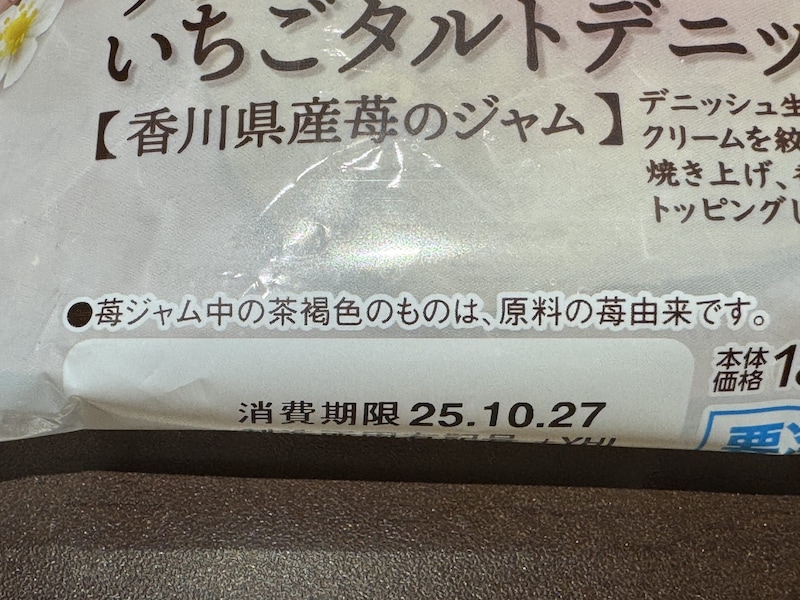 いちごタルトデニッ
【香川県産苺のジャム】
デニッシュ生
クリームを絞
焼き上げ、
トッピングし
●苺ジャム中の茶褐色のものは、原料の苺由来です。
本体
価格
消費期限 25.10.27